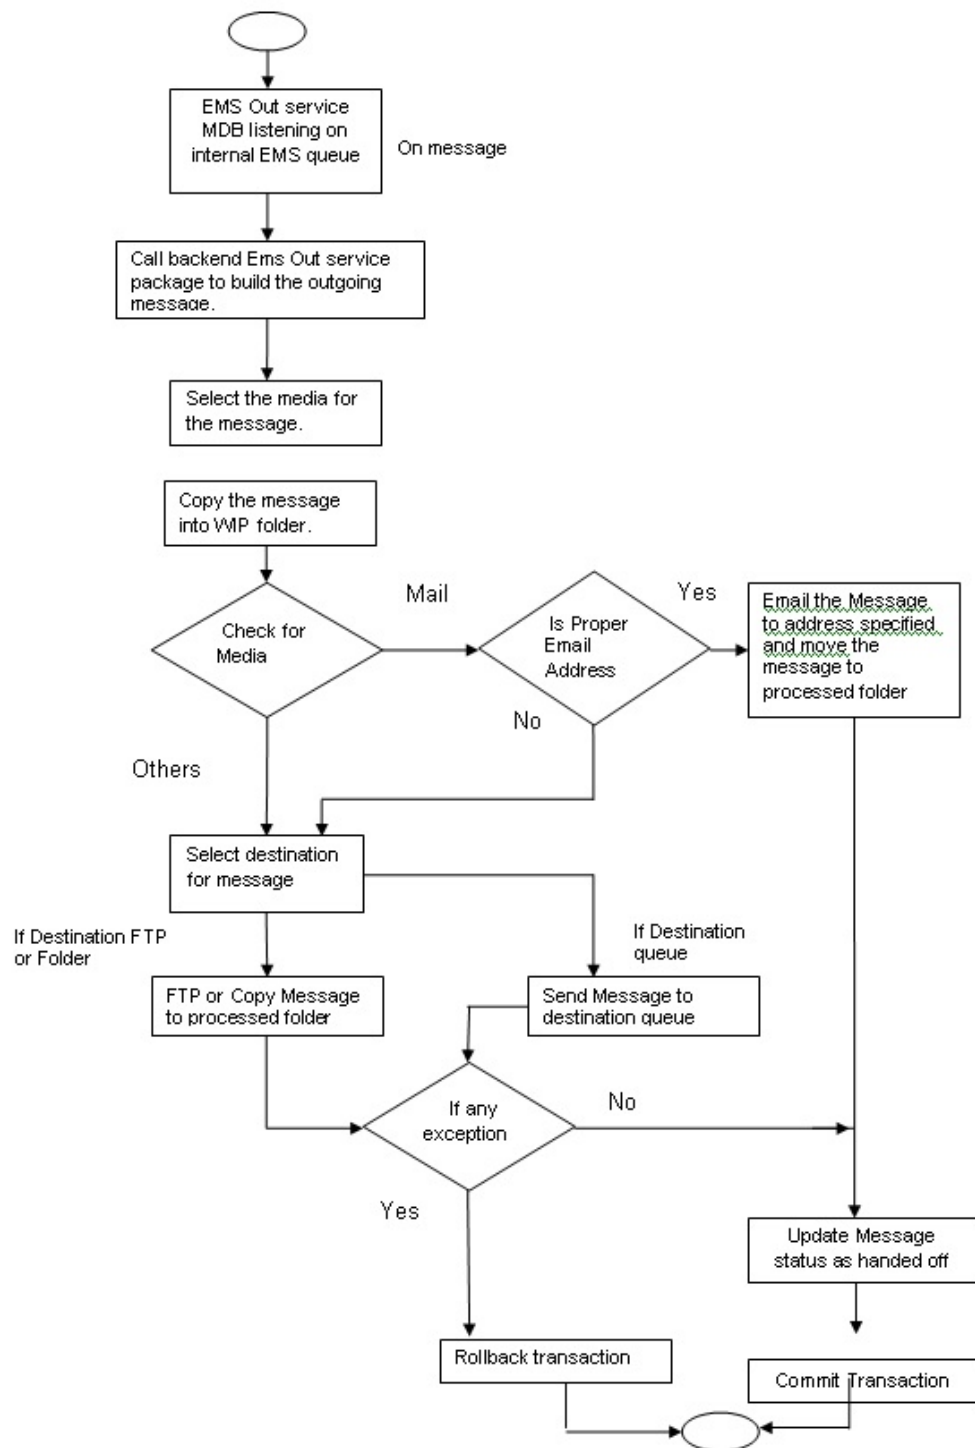 EMS Out service
MDB listening on
internal EMS queue
On message
Call backend Ems Out service
package to build the outgoing
message.
Select the media for
the message.
Copy the message
into WIP folder.
Mail
Yes
Check for
Media
Is Proper
Email
Address
Email the Message
to address specified
and move the
message to
processed folder
No
Others
Select destination
for message
If Destination FTP
or Folder
If Destination
queue
FTP or Copy Message
to processed folder
Send Message to
destination queue
If any
exception
No
Yes
Update Message
status as handed off
Rollback transaction
Commit Transaction